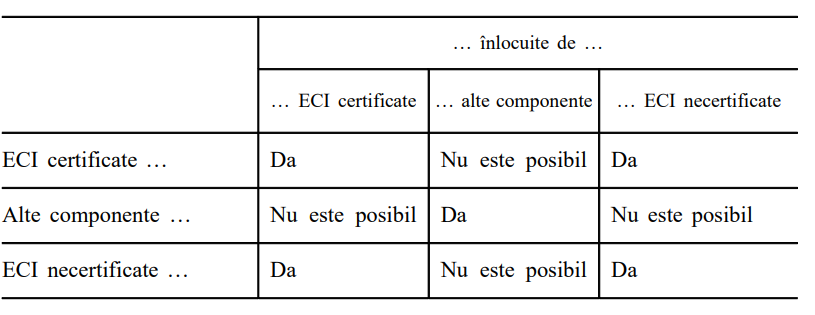 … înlocuite de …
… ECI certificate … alte componente … ECI necertificate
ECI certificate … Da Nu este posibil Da
Alte componente … Nu este posibil Da Nu este posibil
ECI necertificate … Da Nu este posibil Da